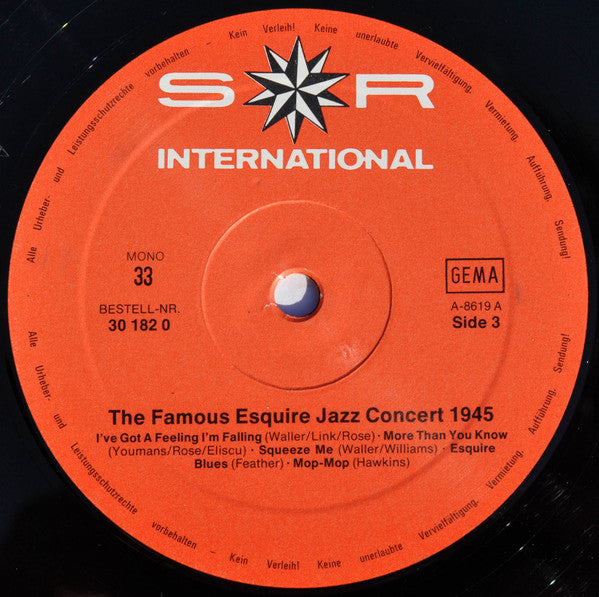 Alle Urheber- und Leistungsschutzrechte vorbehalten - Kein Verleih! Keine unerlaubte Vervielfältigung, Vermietung, Aufführung, Sendung!
S R
INTERNATIONAL
MONO
33
BESTELL-NR.
30 182 0
GEMA
A-8619 A
Side 3
The Famous Esquire Jazz Concert 1945
I've Got A Feeling I'm Falling (Waller/Link/Rose) · More Than You Know
(Youmans/Rose/Eliscu) · Squeeze Me (Waller/Williams) · Esquire
Blues (Feather) · Mop-Mop (Hawkins)
Alle Urheber- und Leistungsschutzrechte vorbehalten - Kein Verleih! Keine unerlaubte Vervielfältigung, Vermietung, Aufführung, Sendung!